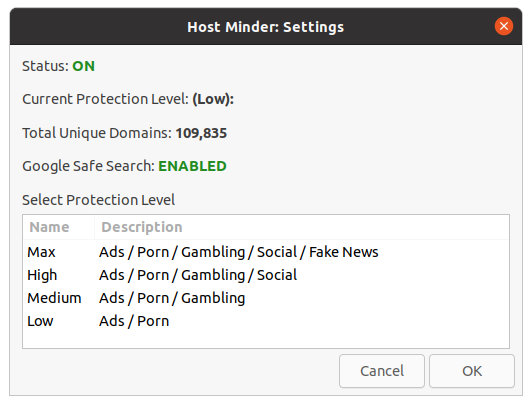 Host Minder: Settings
Status: ON
Current Protection Level: (Low):
Total Unique Domains: 109,835
Google Safe Search: ENABLED
Select Protection Level
Name Description
Max Ads / Porn / Gambling / Social / Fake News
High Ads / Porn / Gambling / Social
Medium Ads / Porn / Gambling
Low Ads / Porn
Cancel OK